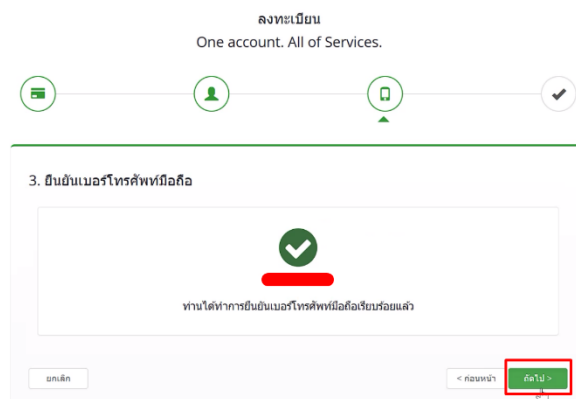 ลงทะเบียน
One account. All of Services.
3. ยืนยันเบอร์โทรศัพท์มือถือ
ท่านได้ทำการยืนยันเบอร์โทรศัพท์มือถือเรียบร้อยแล้ว
ยกเลิก
< ก่อนหน้า
ถัดไป >